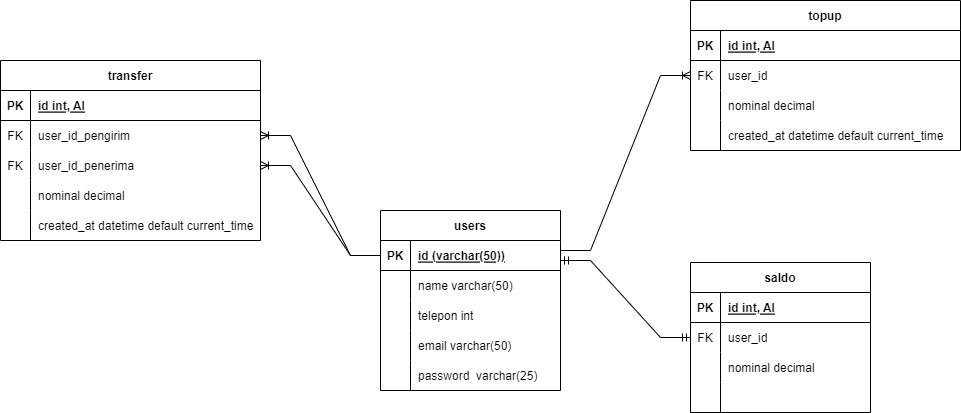 topup
PK id int, AI
FK user_id
nominal decimal
created_at datetime default current_time
transfer
PK id int, AI
FK user_id_pengirim
FK user_id_penerima
nominal decimal
created_at datetime default current_time
users
PK id (varchar(50))
name varchar(50)
telepon int
email varchar(50)
password varchar(25)
saldo
PK id int, AI
FK user_id
nominal decimal